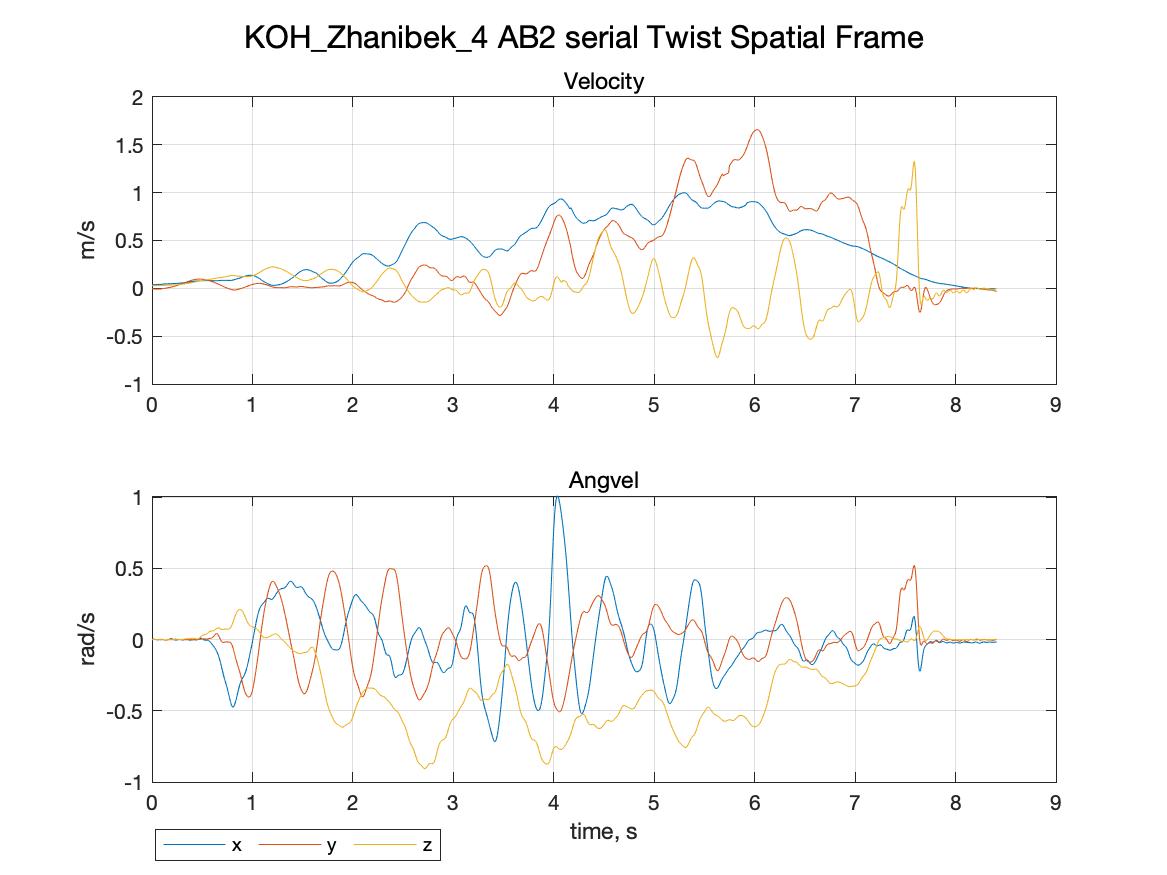 KOH_Zhanibek_4 AB2 serial Twist Spatial Frame
Velocity
2
1.5
1
0.5
0
-0.5
-1
m/s
0 1 2 3 4 5 6 7 8 9
Angvel
1
0.5
0
-0.5
-1
rad/s
0 1 2 3 4 5 6 7 8 9
time, s
x y z